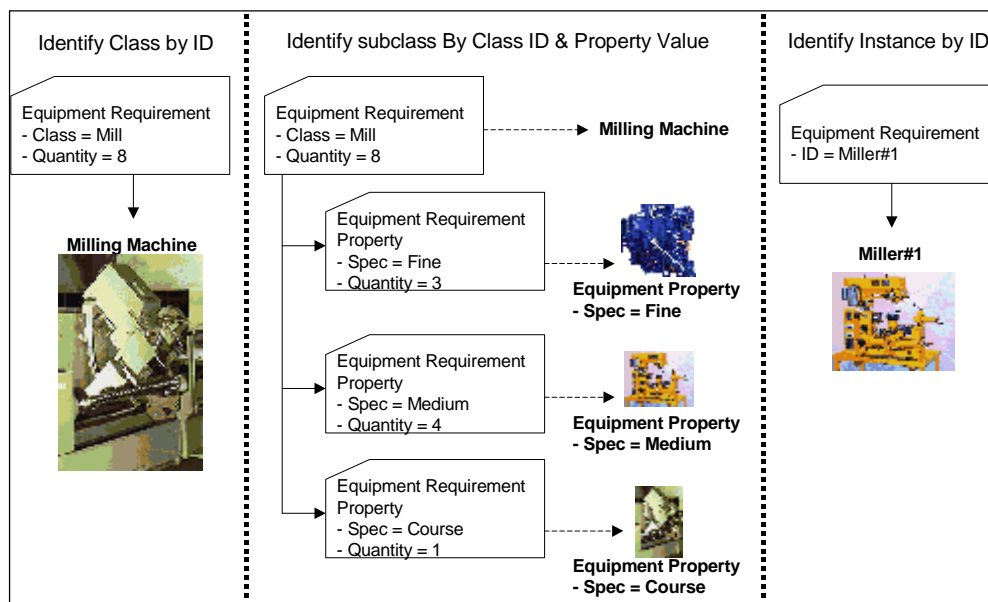 Identify Class by ID
Equipment Requirement
- Class = Mill
- Quantity = 8
Milling Machine
Identify subclass By Class ID & Property Value
Equipment Requirement
- Class = Mill
- Quantity = 8
Milling Machine
Equipment Requirement
Property
- Spec = Fine
- Quantity = 3
Equipment Property
- Spec = Fine
Equipment Requirement
Property
- Spec = Medium
- Quantity = 4
Equipment Property
- Spec = Medium
Equipment Requirement
Property
- Spec = Course
- Quantity = 1
Equipment Property
- Spec = Course
Identify Instance by ID
Equipment Requirement
- ID = Miller#1
Miller#1